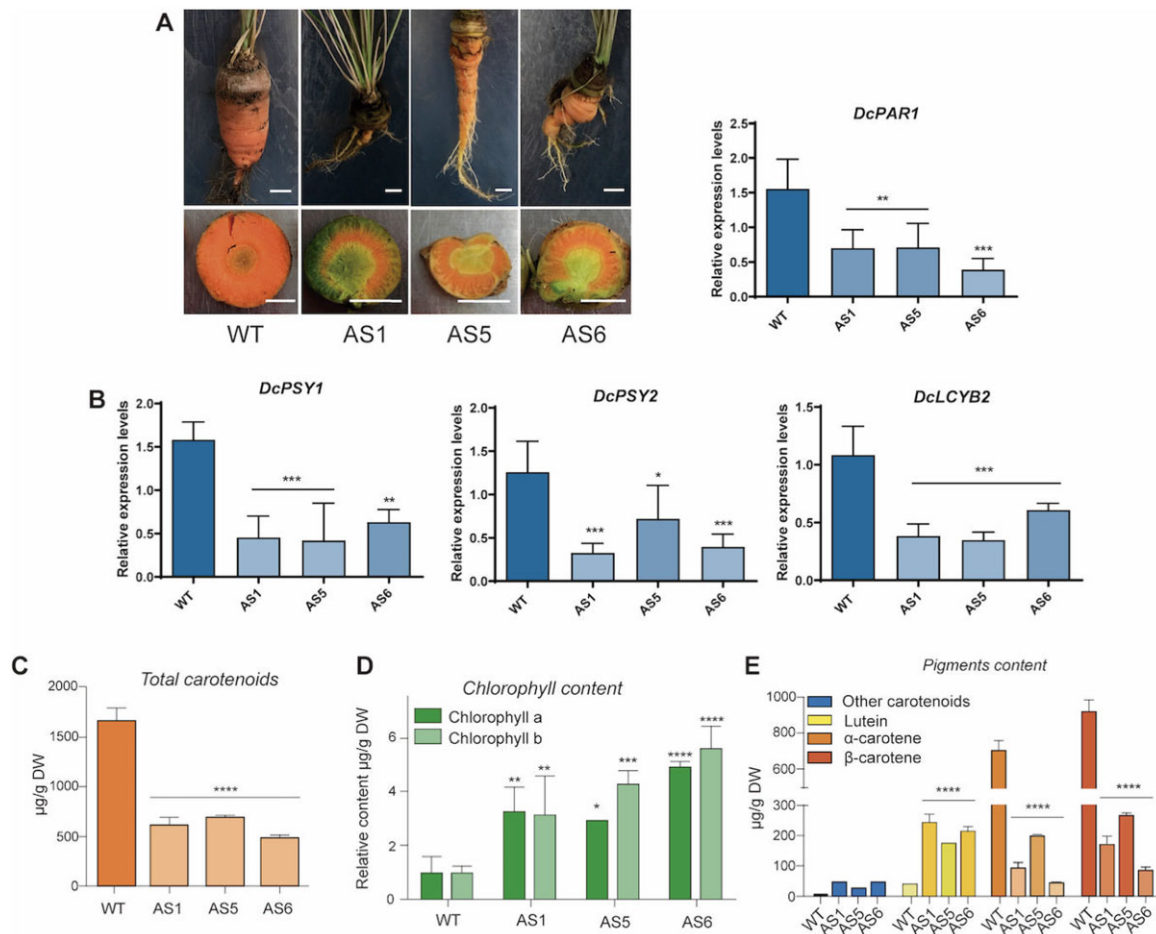 A
WT
AS1
AS5
AS6
DcPAR1
Relative expression levels
2.5
2.0
1.5
1.0
0.5
0.0
**
***
WT
AS1
AS5
AS6
B
DcPSY1
Relative expression levels
2.0
1.5
1.0
0.5
0.0
***
**
WT
AS1
AS5
AS6
DcPSY2
Relative expression levels
2.0
1.5
1.0
0.5
0.0
***
*
***
WT
AS1
AS5
AS6
DcLCYB2
Relative expression levels
1.5
1.0
0.5
0.0
***
WT
AS1
AS5
AS6
C
Total carotenoids
µg/g DW
2000
1500
1000
500
0
****
WT
AS1
AS5
AS6
D
Chlorophyll content
Chlorophyll a
Chlorophyll b
Relative content µg/g DW
6
4
2
0
**
**
*
***
****
****
WT
AS1
AS5
AS6
E
Pigments content
Other carotenoids
Lutein
α-carotene
β-carotene
µg/g DW
1000
800
600
400
300
200
100
0
****
****
****
WT
AS1
AS5
AS6
WT
AS1
AS5
AS6
WT
AS1
AS5
AS6
WT
AS1
AS5
AS6